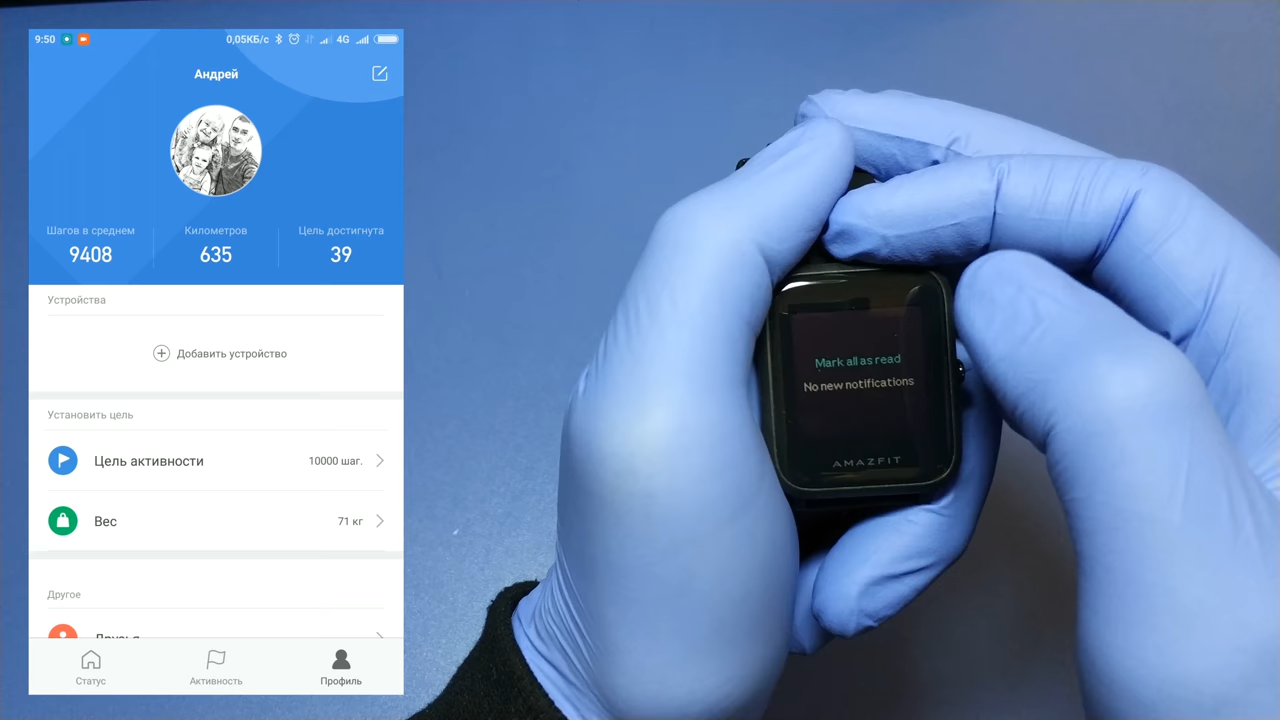 9:50
0,05КБ/с
4G
Андрей
Шагов в среднем
Километров
Цель достигнута
9408
635
39
Устройства
Добавить устройство
Установить цель
Цель активности
10000 шаг.
Вес
71 кг
Другое
Друзья
Статус
Активность
Профиль
Mark all as read
No new notifications
AMAZFIT